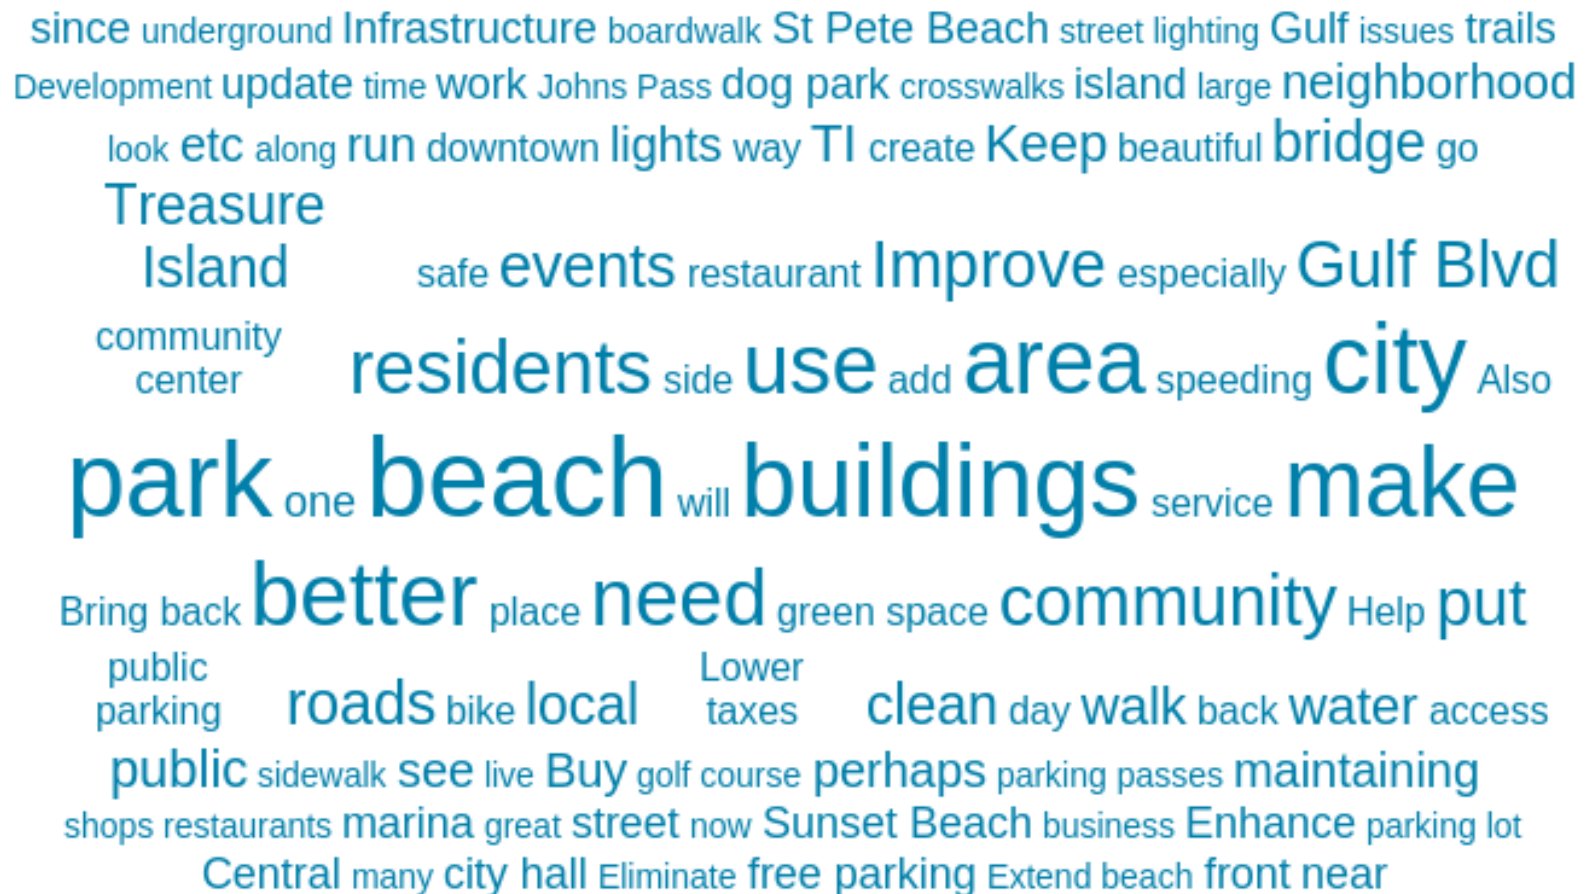 since underground Infrastructure boardwalk St Pete Beach street lighting Gulf issues trails
Development update time work Johns Pass dog park crosswalks island large neighborhood
look etc along run downtown lights way TI create Keep beautiful bridge go
Treasure
Island safe events restaurant Improve especially Gulf Blvd
community
center residents side use add area speeding city Also
park one beach will buildings service make
Bring back better place need green space community Help put
public
parking roads bike local Lower
taxes clean day walk back water access
public sidewalk see live Buy golf course perhaps parking passes maintaining
shops restaurants marina great street now Sunset Beach business Enhance parking lot
Central many city hall Eliminate free parking Extend beach front near